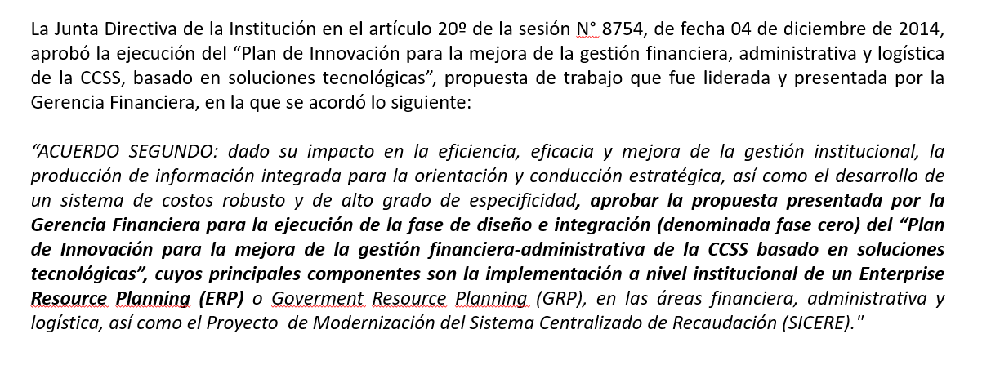 La Junta Directiva de la Institución en el artículo 20º de la sesión N° 8754, de fecha 04 de diciembre de 2014,
aprobó la ejecución del “Plan de Innovación para la mejora de la gestión financiera, administrativa y logística
de la CCSS, basado en soluciones tecnológicas”, propuesta de trabajo que fue liderada y presentada por la
Gerencia Financiera, en la que se acordó lo siguiente:
“ACUERDO SEGUNDO: dado su impacto en la eficiencia, eficacia y mejora de la gestión institucional, la
producción de información integrada para la orientación y conducción estratégica, así como el desarrollo de
un sistema de costos robusto y de alto grado de especificidad, aprobar la propuesta presentada por la
Gerencia Financiera para la ejecución de la fase de diseño e integración (denominada fase cero) del “Plan
de Innovación para la mejora de la gestión financiera-administrativa de la CCSS basado en soluciones
tecnológicas”, cuyos principales componentes son la implementación a nivel institucional de un Enterprise
Resource Planning (ERP) o Goverment Resource Planning (GRP), en las áreas financiera, administrativa y
logística, así como el Proyecto  de Modernización del Sistema Centralizado de Recaudación (SICERE)."